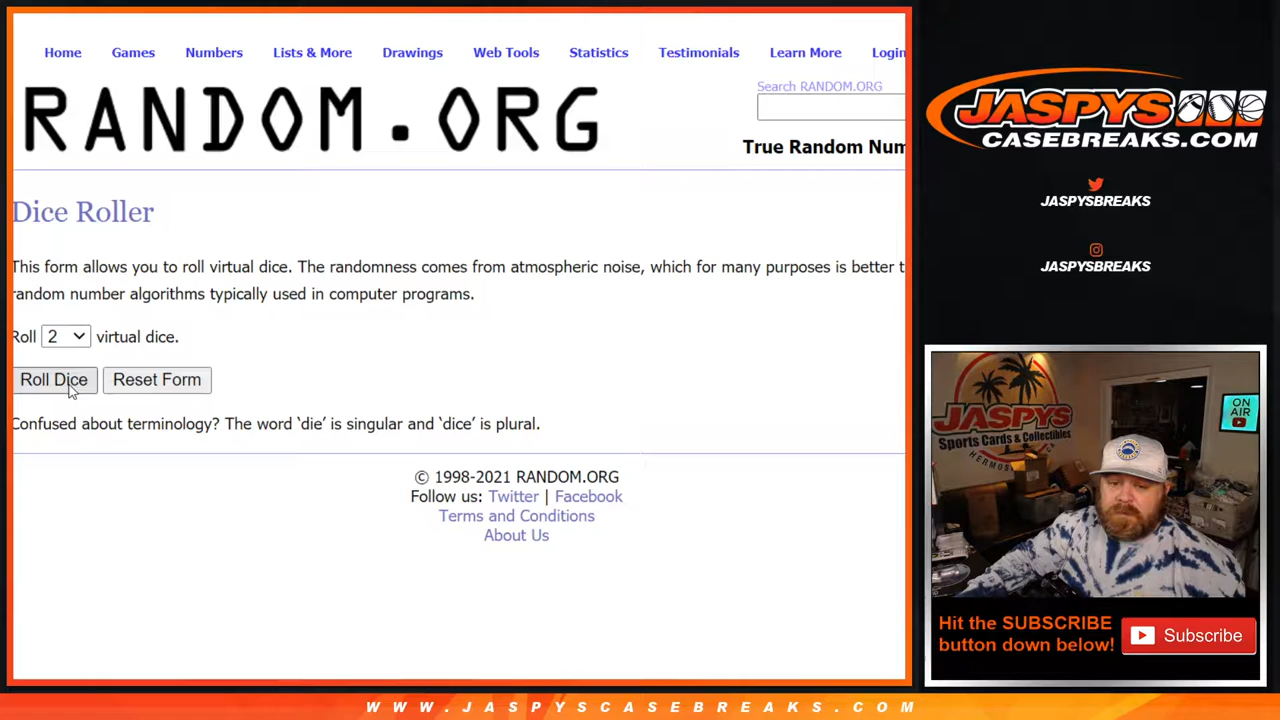 Home Games Numbers Lists & More Drawings Web Tools Statistics Testimonials Learn More Login
RANDOM.ORG
Search RANDOM.ORG
True Random Num
Dice Roller
This form allows you to roll virtual dice. The randomness comes from atmospheric noise, which for many purposes is better t
random number algorithms typically used in computer programs.
Roll 2 virtual dice.
Roll Dice Reset Form
Confused about terminology? The word ‘die’ is singular and ‘dice’ is plural.
© 1998-2021 RANDOM.ORG
Follow us: Twitter | Facebook
Terms and Conditions
About Us
JASPYS
CASEBREAKS.COM
JASPYSBREAKS
JASPYSBREAKS
JASPYS
Sports Cards & Collectibles
ON
AIR
Hit the SUBSCRIBE
button down below!
Subscribe
WWW.JASPYSCASEBREAKS.COM